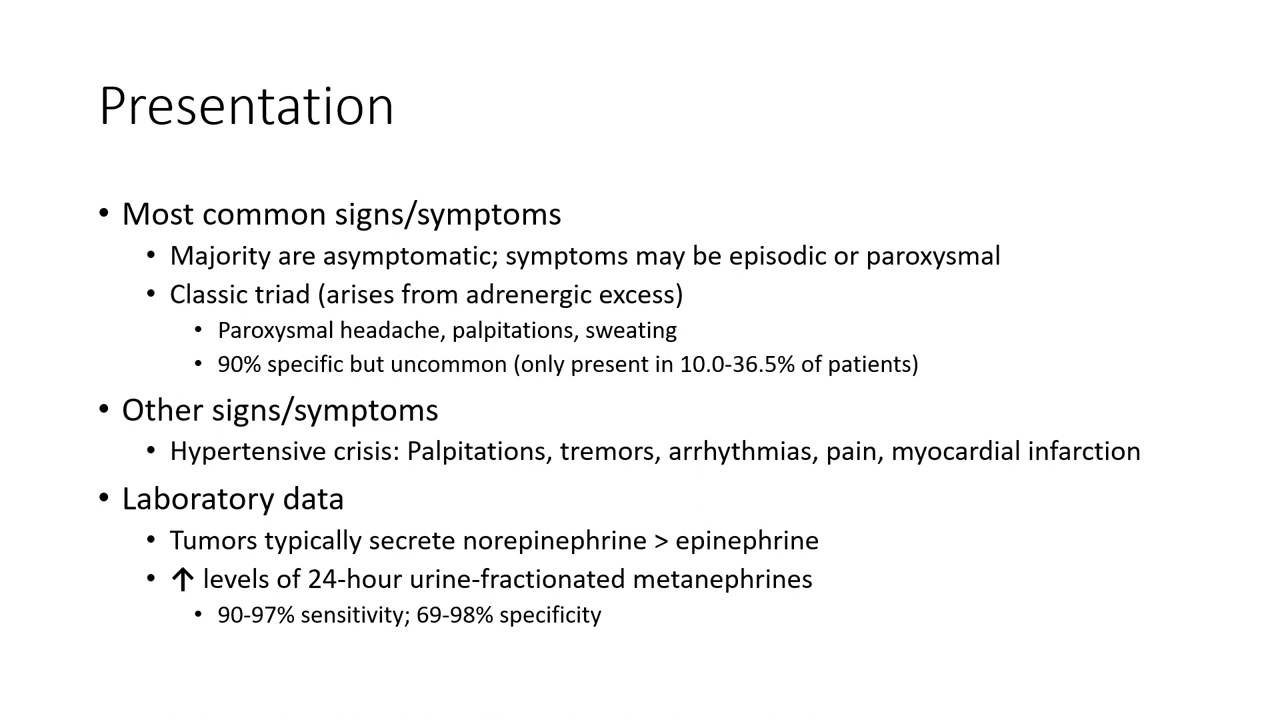 Presentation
• Most common signs/symptoms
• Majority are asymptomatic; symptoms may be episodic or paroxysmal
• Classic triad (arises from adrenergic excess)
• Paroxysmal headache, palpitations, sweating
• 90% specific but uncommon (only present in 10.0-36.5% of patients)
• Other signs/symptoms
• Hypertensive crisis: Palpitations, tremors, arrhythmias, pain, myocardial infarction
• Laboratory data
• Tumors typically secrete norepinephrine > epinephrine
• ↑ levels of 24-hour urine-fractionated metanephrines
• 90-97% sensitivity; 69-98% specificity